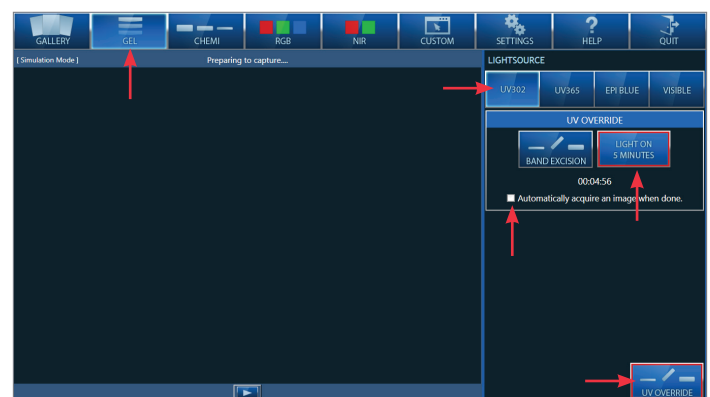 GALLERY
GEL
CHEMI
RGB
NIR
CUSTOM
SETTINGS
?
HELP
QUIT
[ Simulation Mode ]
Preparing to capture....
LIGHTSOURCE
UV302
UV365
EPI BLUE
VISIBLE
UV OVERRIDE
BAND EXCISION
LIGHT ON
5 MINUTES
00:04:56
Automatically acquire an image when done.
UV OVERRIDE